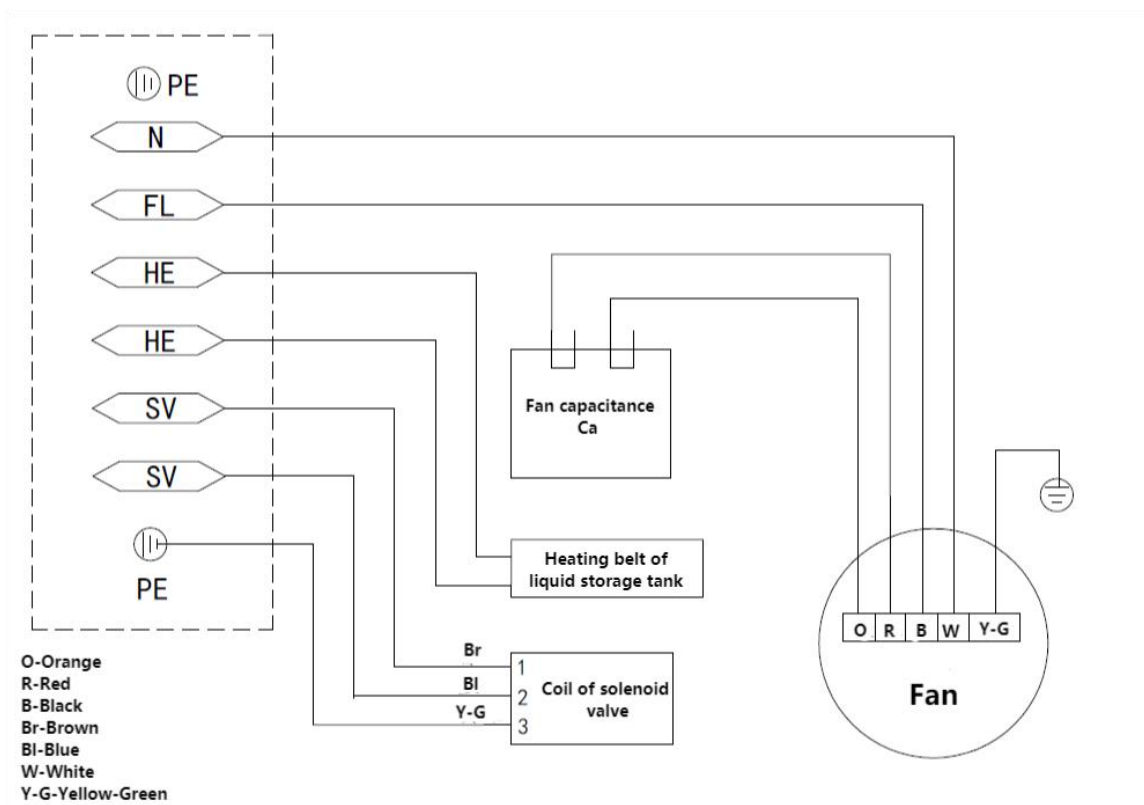 PE
N
FL
HE
HE
SV
SV
PE
Fan capacitance
Ca
Heating belt of
liquid storage tank
Br
Bl
Y-G
1
2
3
Coil of solenoid
valve
O R B W Y-G
Fan
O-Orange
R-Red
B-Black
Br-Brown
Bl-Blue
W-White
Y-G-Yellow-Green